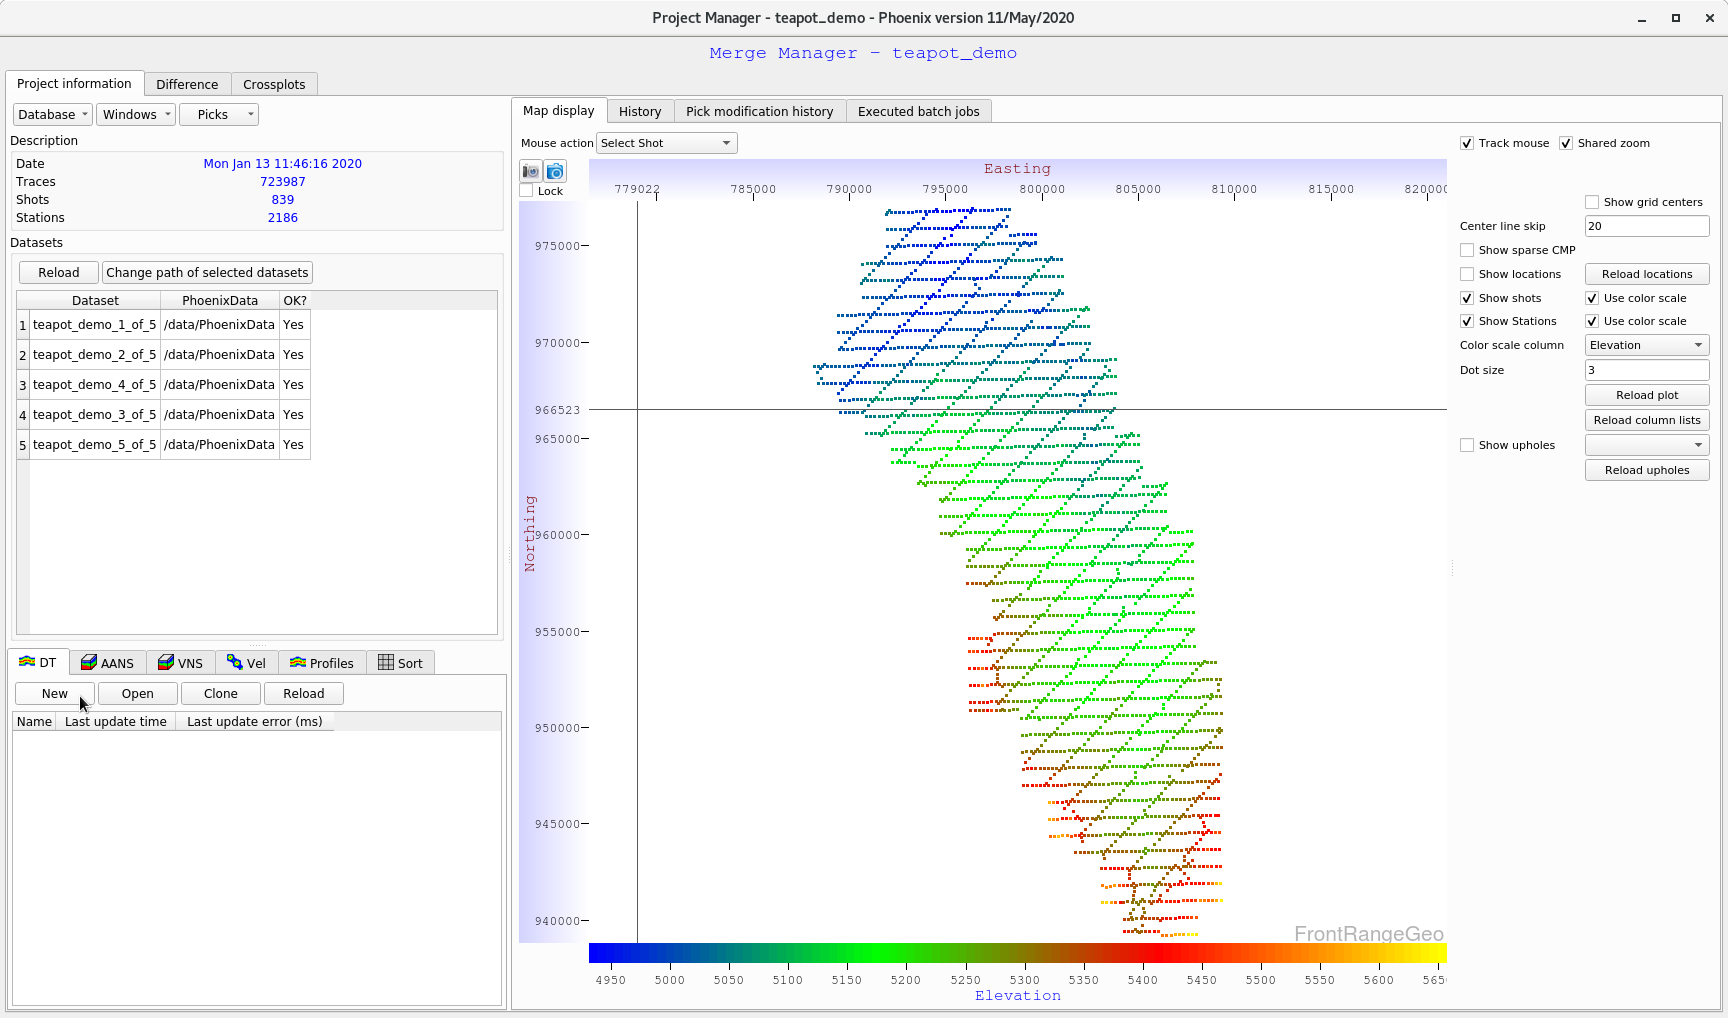 Project Manager - teapot_demo - Phoenix version 11/May/2020
Merge Manager - teapot_demo
Project information Difference Crossplots
Database Windows Picks
Description
Date Mon Jan 13 11:46:16 2020
Traces 723987
Shots 839
Stations 2186
Datasets
Reload Change path of selected datasets
Dataset PhoenixData OK?
1 teapot_demo_1_of_5 /data/PhoenixData Yes
2 teapot_demo_2_of_5 /data/PhoenixData Yes
3 teapot_demo_4_of_5 /data/PhoenixData Yes
4 teapot_demo_3_of_5 /data/PhoenixData Yes
5 teapot_demo_5_of_5 /data/PhoenixData Yes
DT AANS VNS Vel Profiles Sort
New Open Clone Reload
Name Last update time Last update error (ms)
Map display History Pick modification history Executed batch jobs
Mouse action Select Shot
Lock
Easting
779022 785000 790000 795000 800000 805000 810000 815000 820000
Northing
975000
970000
966523
965000
960000
955000
950000
945000
940000
FrontRangeGeo
4950 5000 5050 5100 5150 5200 5250 5300 5350 5400 5450 5500 5550 5600 565
Elevation
Track mouse Shared zoom
Show grid centers
Center line skip 20
Show sparse CMP
Show locations Reload locations
Show shots Use color scale
Show Stations Use color scale
Color scale column Elevation
Dot size 3
Reload plot
Reload column lists
Show upholes
Reload upholes